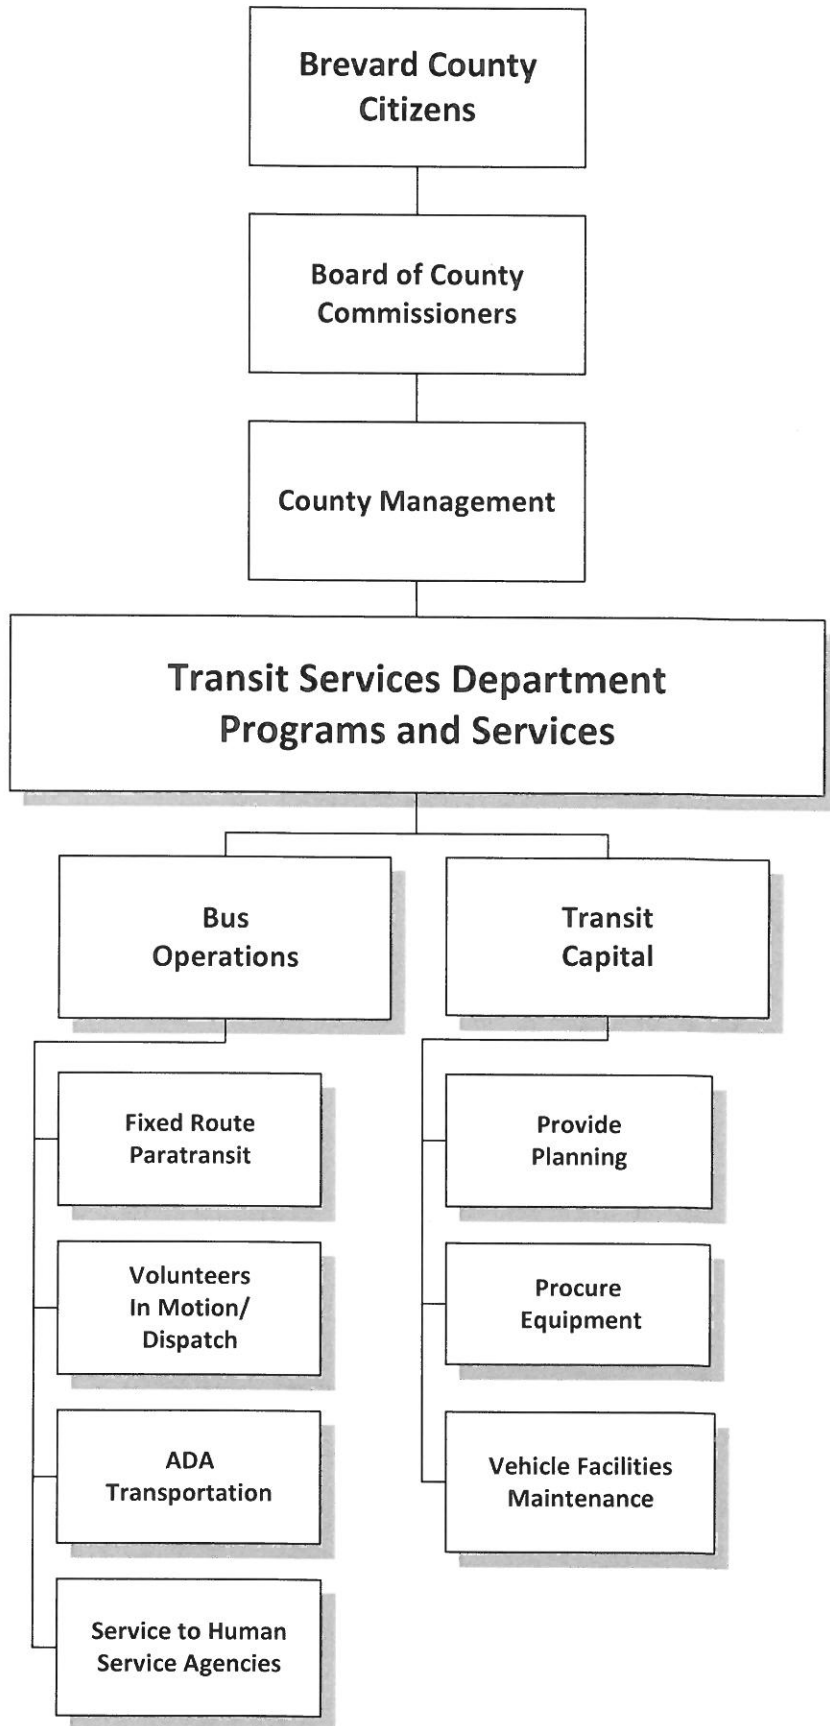 Brevard County
Citizens
Board of County
Commissioners
County Management
Transit Services Department
Programs and Services
Bus
Operations
Transit
Capital
Fixed Route
Paratransit
Volunteers
In Motion/
Dispatch
ADA
Transportation
Service to Human
Service Agencies
Provide
Planning
Procure
Equipment
Vehicle Facilities
Maintenance